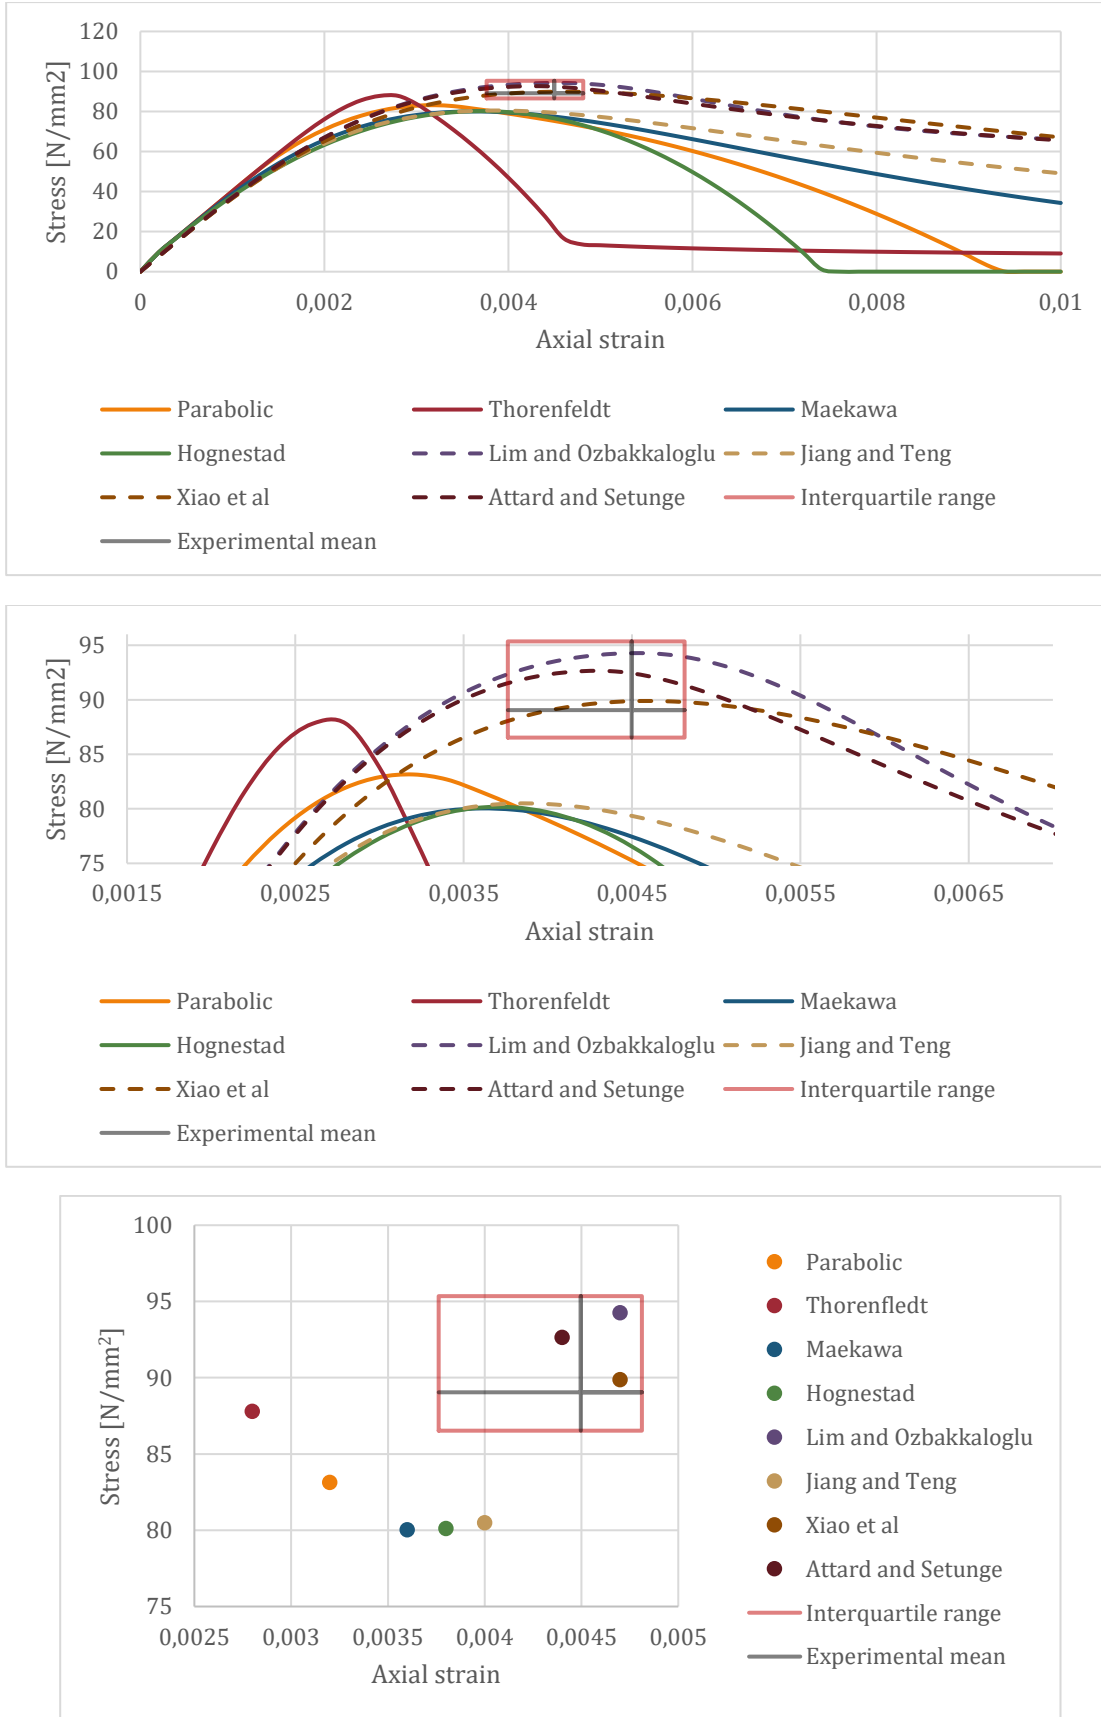 120
100
80
60
40
20
0
Stress [N/mm2]
0 0,002 0,004 0,006 0,008 0,01
Axial strain
Parabolic Thorenfeldt Maekawa
Hognestad Lim and Ozbakkaloglu Jiang and Teng
Xiao et al Attard and Setunge Interquartile range
Experimental mean
95
90
85
80
75
Stress [N/mm2]
0,0015 0,0025 0,0035 0,0045 0,0055 0,0065
Axial strain
Parabolic Thorenfeldt Maekawa
Hognestad Lim and Ozbakkaloglu Jiang and Teng
Xiao et al Attard and Setunge Interquartile range
Experimental mean
100
95
90
85
80
75
Stress [N/mm²]
0,0025 0,003 0,0035 0,004 0,0045 0,005
Axial strain
Parabolic
Thorenfledt
Maekawa
Hognestad
Lim and Ozbakkaloglu
Jiang and Teng
Xiao et al
Attard and Setunge
Interquartile range
Experimental mean